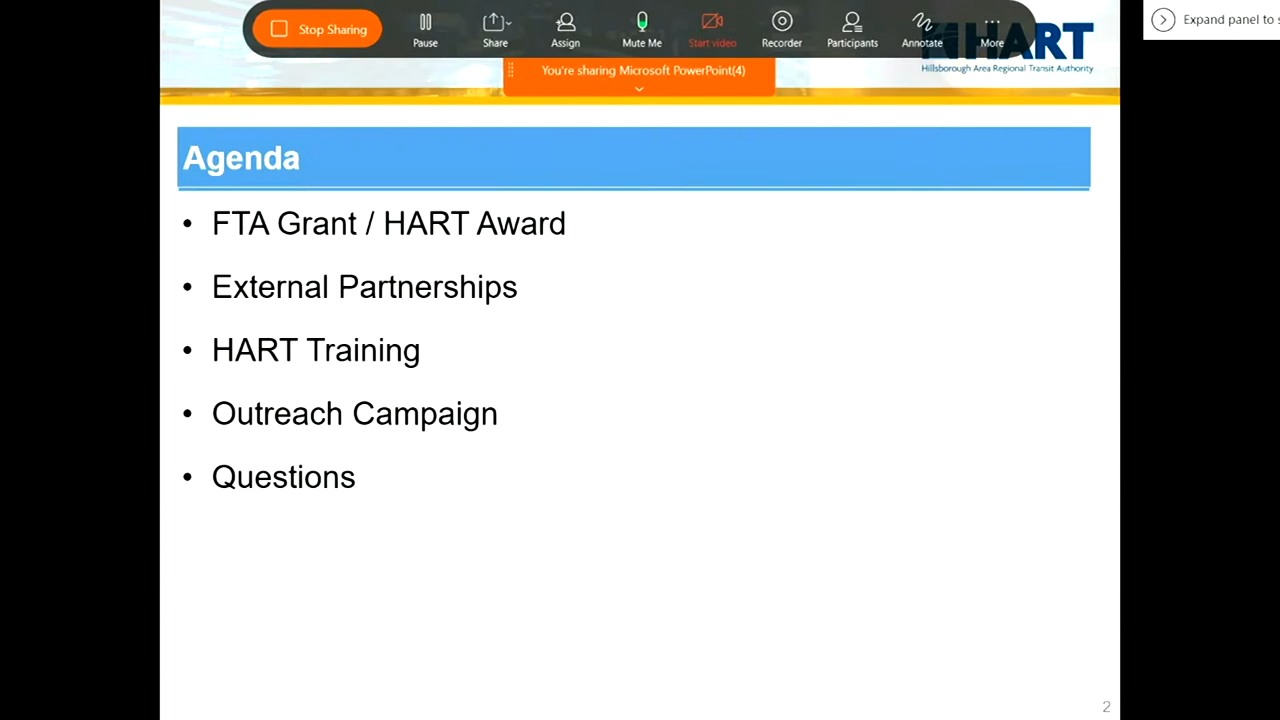 Stop Sharing
Pause
Share
Assign
Mute Me
Start video
Recorder
Participants
Annotate
More
HART
Hillsborough Area Regional Transit Authority
Expand panel to s
You're sharing Microsoft PowerPoint(4)
Agenda
• FTA Grant / HART Award
• External Partnerships
• HART Training
• Outreach Campaign
• Questions
2